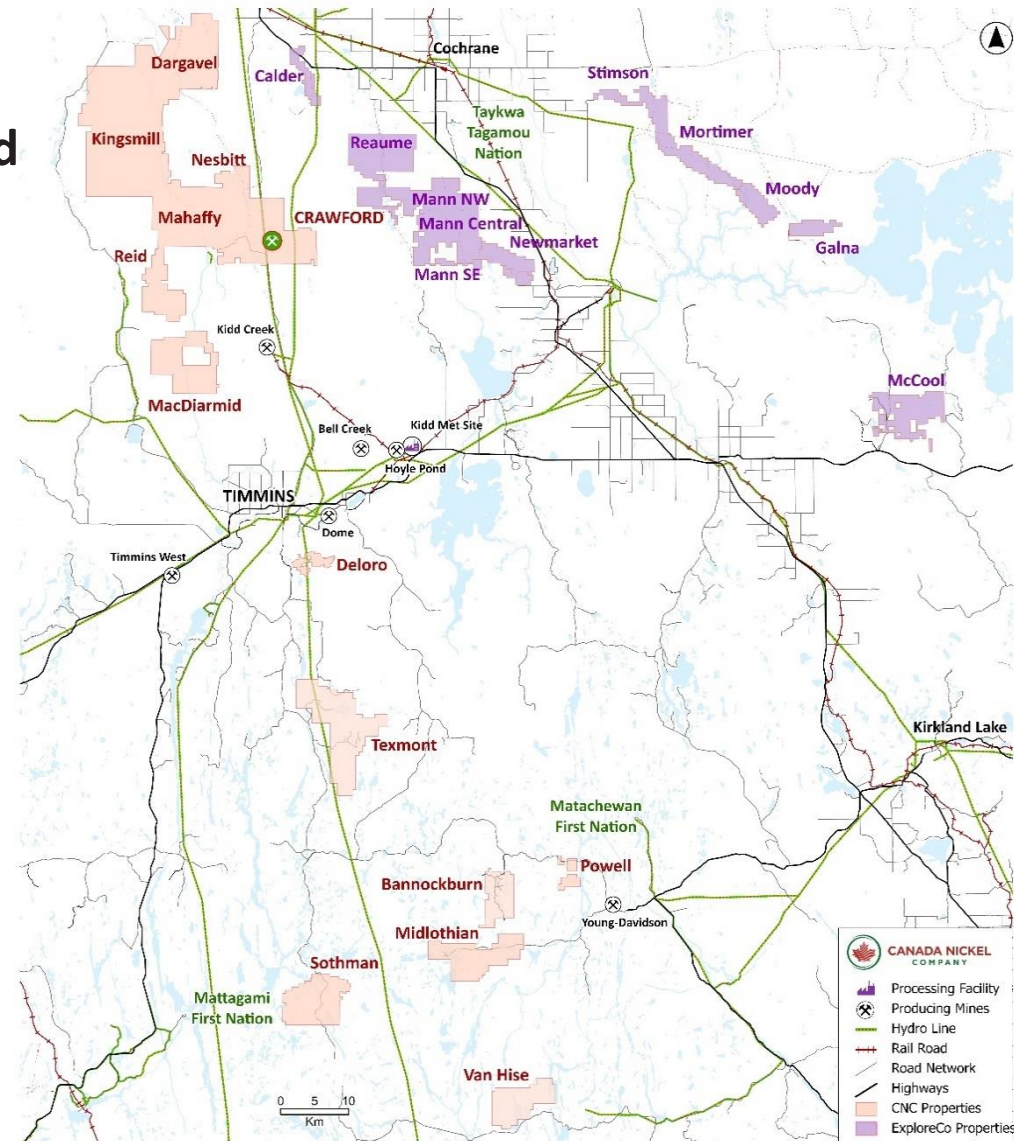 Cochrane
Dargavel
Calder
Stimson
Taykwa
Tagamou
Nation
d
Kingsmill
Reaume
Mortimer
Nesbitt
Moody
Mann NW
Mahaffy
CRAWFORD
Mann Central
Newmarket
Galna
Reid
Mann SE
Kidd Creek
McCool
MacDiarmid
Bell Creek
Kidd Met Site
Hoyle Pond
TIMMINS
Dome
Timmins West
Deloro
Kirkland Lake
Texmont
Matachewan
First Nation
Powell
Bannockburn
Young-Davidson
Midlothian
Sothman
Mattagami
First Nation
Van Hise
0 5 10
Km
CANADA NICKEL
COMPANY
Processing Facility
Producing Mines
Hydro Line
Rail Road
Road Network
Highways
CNC Properties
ExploreCo Properties